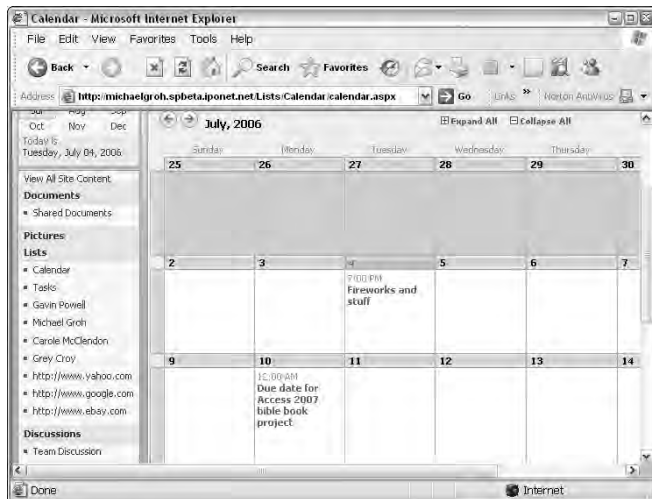 Calendar - Microsoft Internet Explorer
File Edit View Favorites Tools Help
Back Search Favorites
Address http://michaelgroh.spbeta.iponet.net/Lists/Calendar/calendar.aspx Go Links » Norton AntiVirus
Jul Aug Sep
Oct Nov Dec
Today is
Tuesday, July 04, 2006
View All Site Content
Documents
Shared Documents
Pictures
Lists
Calendar
Tasks
Gavin Powell
Michael Groh
Carole McClendon
Grey Croy
http://www.yahoo.com
http://www.google.com
http://www.ebay.com
Discussions
Team Discussion
July, 2006 Expand All Collapse All
Sunday Monday Tuesday Wednesday Thursday
25 26 27 28 29 30
2 3 4 5 6 7
7:00 PM
Fireworks and
stuff
9 10 11 12 13 14
Due date for
Access 2007
bible book
project
Done Internet